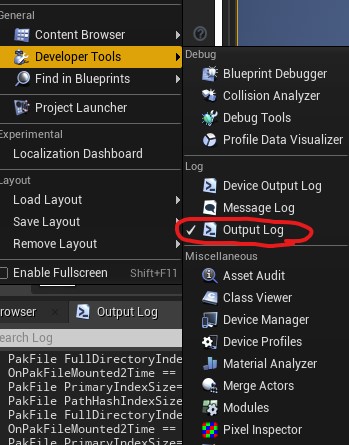 General
Content Browser
Developer Tools
Find in Blueprints
Project Launcher
Experimental
Localization Dashboard
Layout
Load Layout
Save Layout
Remove Layout
Enable Fullscreen Shift+F11
Debug
Blueprint Debugger
Collision Analyzer
Debug Tools
Profile Data Visualizer
Log
Device Output Log
Message Log
Output Log
Miscellaneous
Asset Audit
Class Viewer
Device Manager
Device Profiles
Material Analyzer
Merge Actors
Modules
Pixel Inspector
rowser
Output Log
earch Log
PakFile FullDirectoryInde
OnPakFileMounted2Time ==
PakFile PrimaryIndexSize=
PakFile PathHashIndexSize
PakFile FullDirectoryInde
OnPakFileMounted2Time ==
PakFile PrimaryIndexSize=